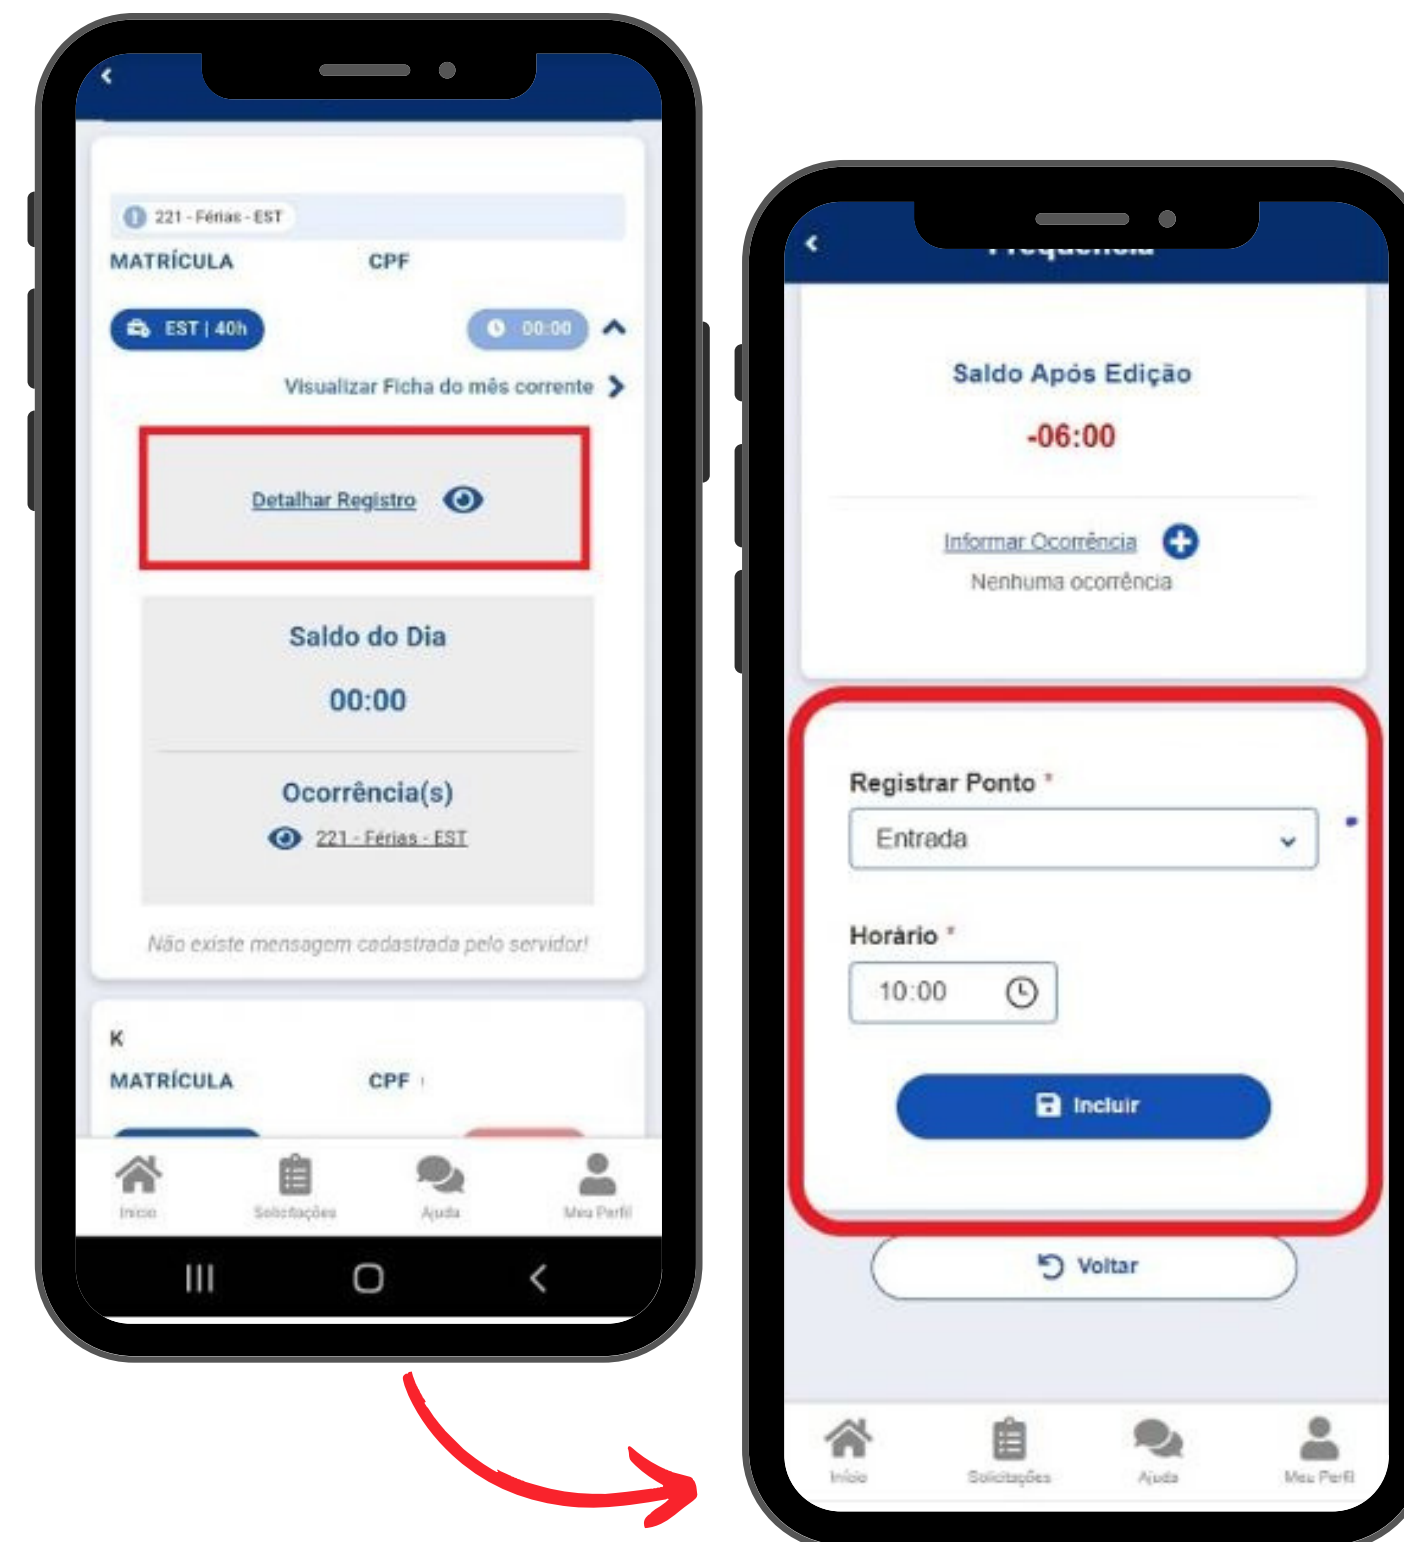 221 - Férias - EST
MATRÍCULA CPF
EST | 40h 00:00
Visualizar Ficha do mês corrente
Detalhar Registro
Saldo do Dia
00:00
Ocorrência(s)
221 - Férias - EST
Não existe mensagem cadastrada pelo servidor!
K
MATRÍCULA CPF
Início Solicitações Ajuda Meu Perfil
Frequência
Saldo Após Edição
-06:00
Informar Ocorrência
Nenhuma ocorrência
Registrar Ponto *
Entrada
Horário *
10:00
Incluir
Voltar
Início Solicitações Ajuda Meu Perfil